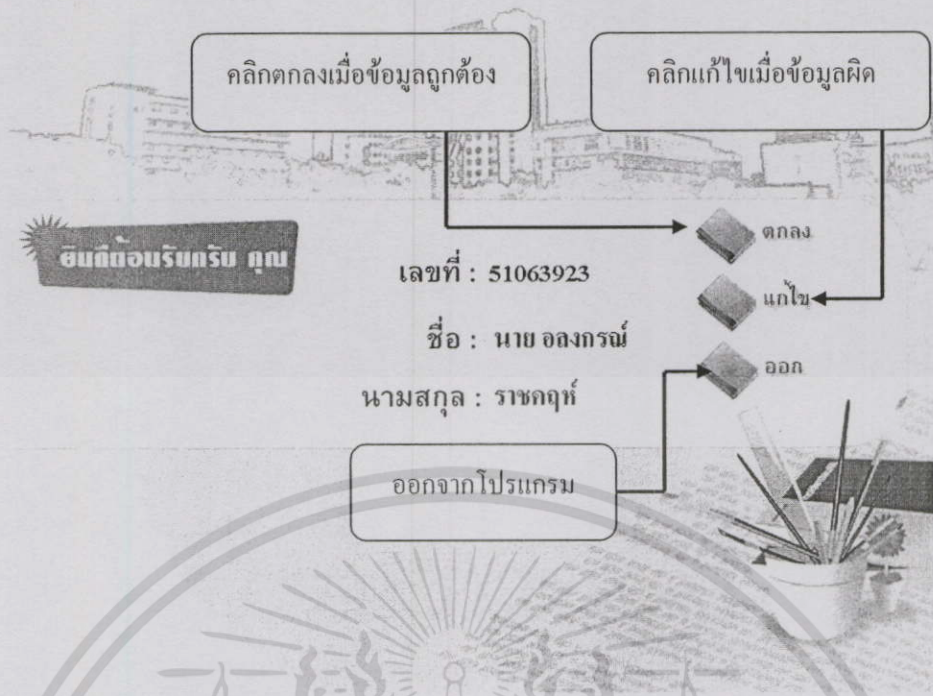 คลิกตกลงเมื่อข้อมูลถูกต้อง
คลิกแก้ไขเมื่อข้อมูลผิด
ยินดีต้อนรับครับ คุณ
ตกลง
เลขที่ : 51063923
แก้ไข
ชื่อ : นาย อลงกรณ์
ออก
นามสกุล : ราชคฤห์
ออกจากโปรแกรม